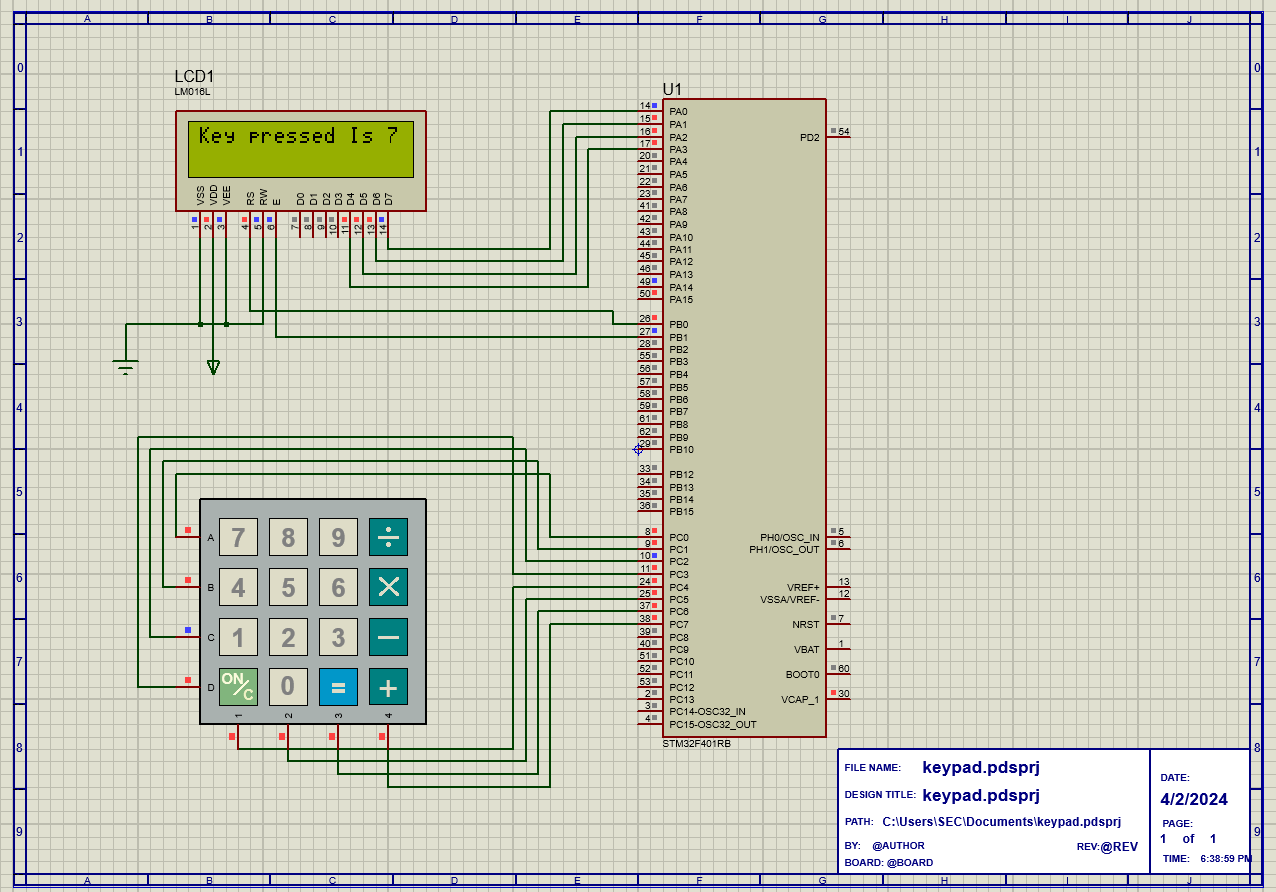 A B C D E F G H I J
0 0
1 1
2 2
3 3
4 4
5 5
6 6
7 7
8 8
9 9
LCD1
LM016L
Key pressed Is 7
VSS VDD VEE RS RW E D0 D1 D2 D3 D4 D5 D6 D7
1 2 3 4 5 6 7 8 9 10 11 12 13 14
U1
14 PA0
15 PA1
16 PA2
17 PA3
20 PA4
21 PA5
22 PA6
23 PA7
41 PA8
42 PA9
43 PA10
44 PA11
45 PA12
46 PA13
49 PA14
50 PA15
26 PB0
27 PB1
28 PB2
55 PB3
56 PB4
57 PB5
58 PB6
59 PB7
61 PB8
62 PB9
29 PB10
33 PB12
34 PB13
35 PB14
36 PB15
8 PC0
9 PC1
10 PC2
11 PC3
24 PC4
25 PC5
37 PC6
38 PC7
39 PC8
40 PC9
51 PC10
52 PC11
53 PC12
2 PC13
3 PC14-OSC32_IN
4 PC15-OSC32_OUT
PD2 54
PH0/OSC_IN 5
PH1/OSC_OUT 6
VREF+ 13
VSSA/VREF- 12
NRST 7
VBAT 1
BOOT0 60
VCAP_1 30
STM32F401RB
A 7 8 9 ÷
B 4 5 6 ×
C 1 2 3 −
D ON/C 0 = +
1 2 3 4
FILE NAME: keypad.pdsprj
DESIGN TITLE: keypad.pdsprj
PATH: C:\Users\SEC\Documents\keypad.pdsprj
BY: @AUTHOR REV:@REV
BOARD: @BOARD
DATE:
4/2/2024
PAGE:
1 of 1
TIME: 6:38:59 PM
A B C D E F G H I J